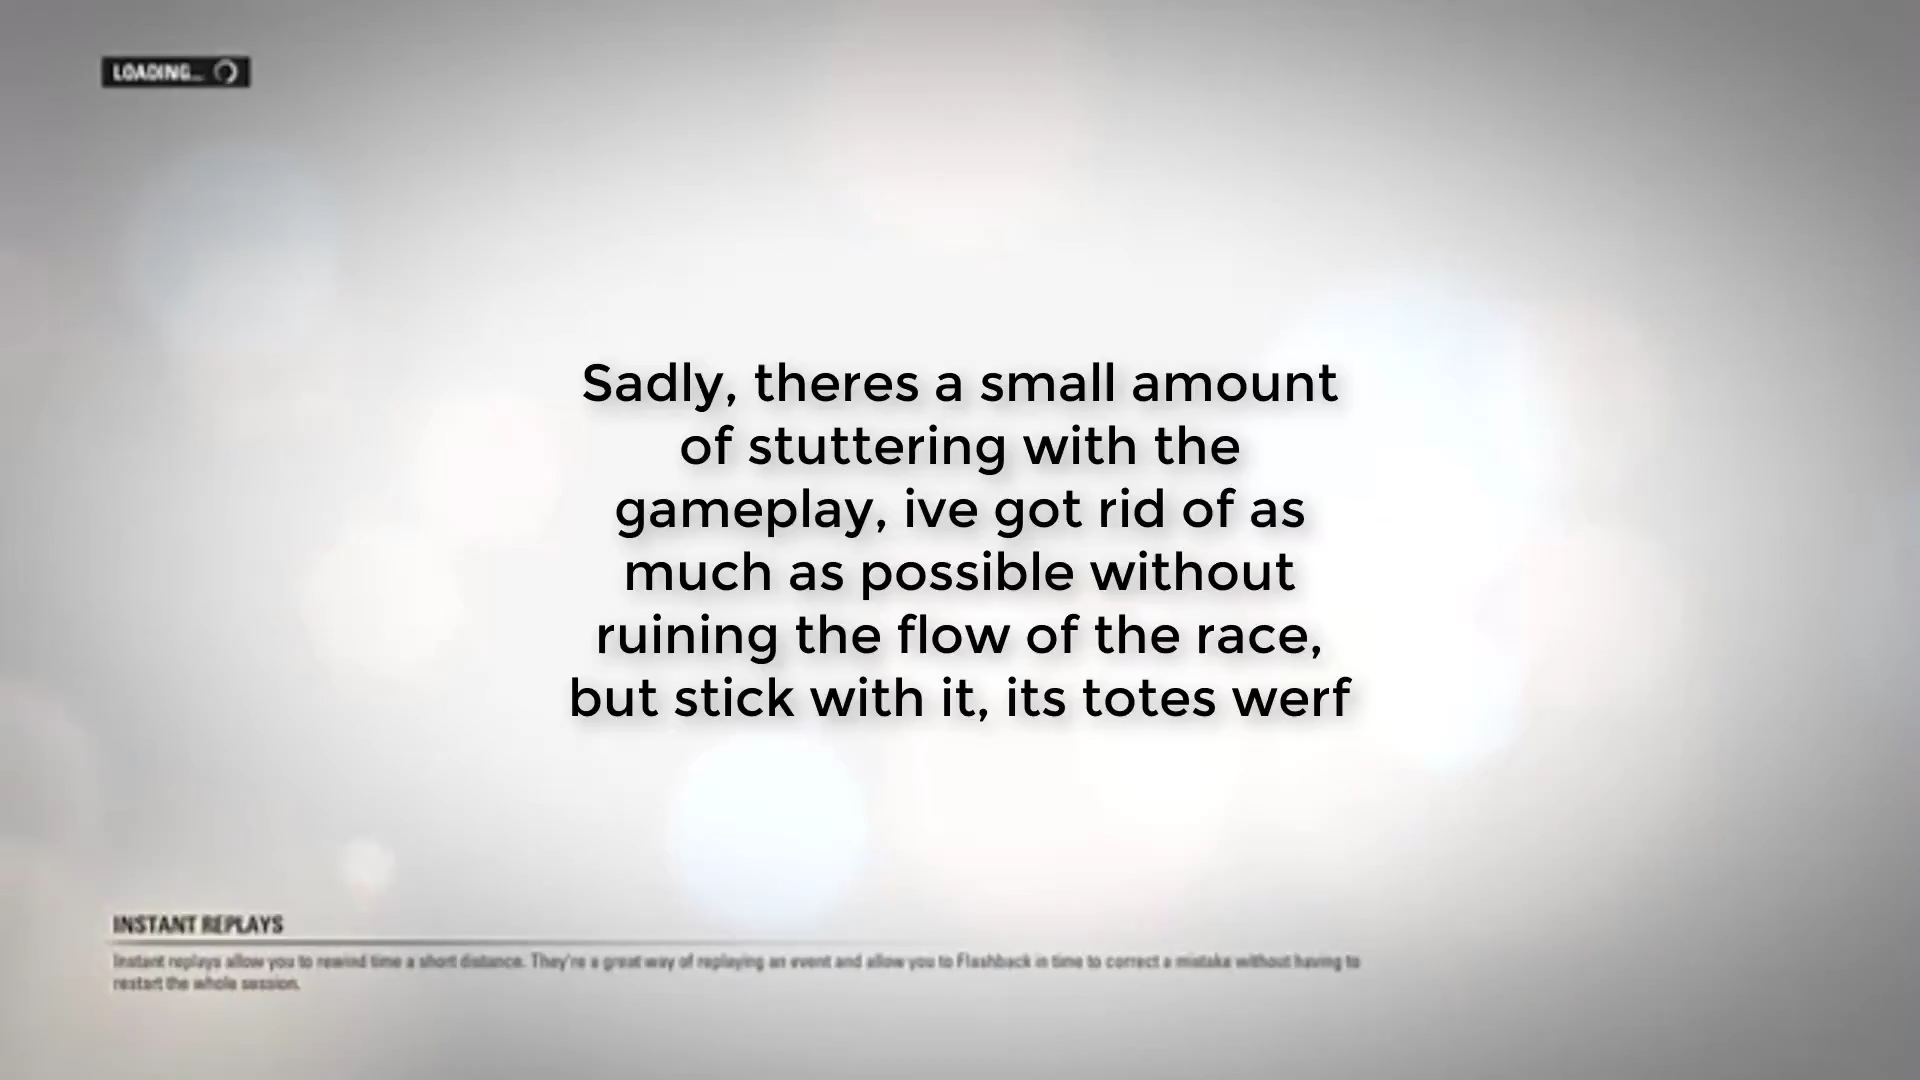 LOADING...
Sadly, theres a small amount
of stuttering with the
gameplay, ive got rid of as
much as possible without
ruining the flow of the race,
but stick with it, its totes werf
INSTANT REPLAYS
Instant replays allow you to rewind time a short distance. They're a great way of replaying an event and allow you to Flashback in time to correct a mistake without having to
restart the whole session.